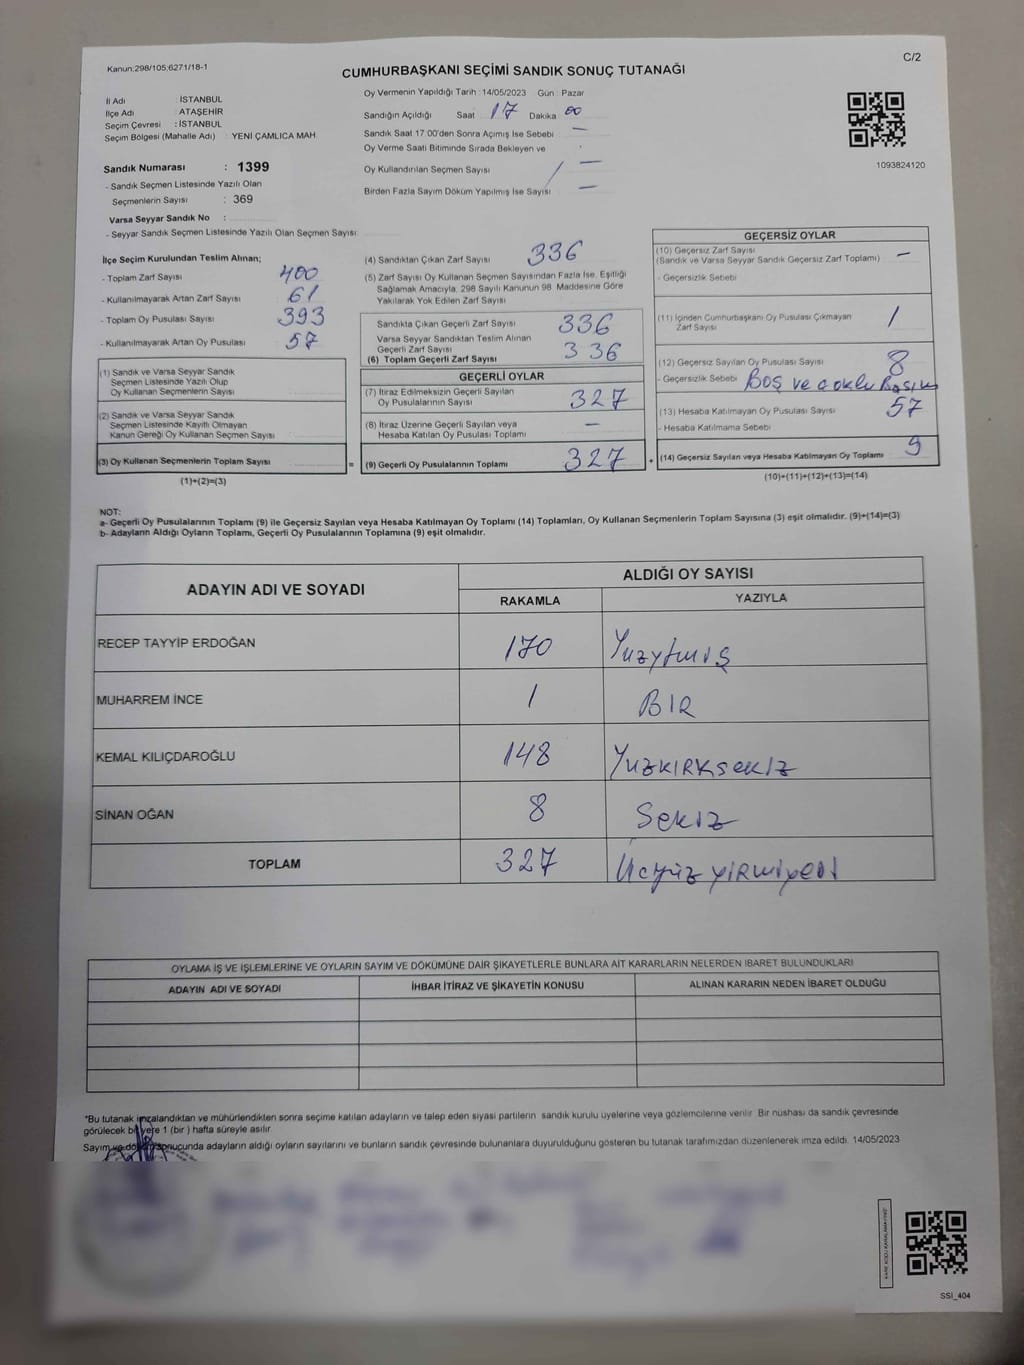 Kanun:298/105;6271/18-1
C/2
CUMHURBAŞKANI SEÇİMİ SANDIK SONUÇ TUTANAĞI
İl Adı : İSTANBUL
İlçe Adı : ATAŞEHİR
Seçim Çevresi : İSTANBUL
Seçim Bölgesi (Mahalle Adı) : YENİ ÇAMLICA MAH.
Sandık Numarası : 1399
- Sandık Seçmen Listesinde Yazılı Olan
Seçmenlerin Sayısı : 369
Varsa Seyyar Sandık No :
- Seyyar Sandık Seçmen Listesinde Yazılı Olan Seçmen Sayısı:
Oy Vermenin Yapıldığı Tarih :14/05/2023 Gün : Pazar
Sandığın Açıldığı Saat 17 Dakika 00
Sandık Saat 17.00'den Sonra Açımış İse Sebebi —
Oy Verme Saati Bitiminde Sırada Bekleyen ve
Oy Kullandırılan Seçmen Sayısı / —
Birden Fazla Sayım Döküm Yapılmış İse Sayısı —
1093824120
İlçe Seçim Kurulundan Teslim Alınan;
- Toplam Zarf Sayısı 400
- Kullanılmayarak Artan Zarf Sayısı 61
- Toplam Oy Pusulası Sayısı 393
- Kullanılmayarak Artan Oy Pusulası 57
(1) Sandık ve Varsa Seyyar Sandık
Seçmen Listesinde Yazılı Olup
Oy Kullanan Seçmenlerin Sayısı
(2) Sandık ve Varsa Seyyar Sandık
Seçmen Listesinde Kayıtlı Olmayan
Kanun Gereği Oy Kullanan Seçmen Sayısı
(3) Oy Kullanan Seçmenlerin Toplam Sayısı
(1)+(2)=(3)
=
(4) Sandıktan Çıkan Zarf Sayısı 336
(5) Zarf Sayısı Oy Kullanan Seçmen Sayısından Fazla İse, Eşitliği
Sağlamak Amacıyla, 298 Sayılı Kanunun 98. Maddesine Göre
Yakılarak Yok Edilen Zarf Sayısı
Sandıkta Çıkan Geçerli Zarf Sayısı 336
Varsa Seyyar Sandıktan Teslim Alınan
Geçerli Zarf Sayısı
(6) Toplam Geçerli Zarf Sayısı 336
GEÇERLİ OYLAR
(7) İtiraz Edilmeksizin Geçerli Sayılan
Oy Pusulalarının Sayısı 327
(8) İtiraz Üzerine Geçerli Sayılan veya
Hesaba Katılan Oy Pusulası Toplamı —
(9) Geçerli Oy Pusulalarının Toplamı 327
+
GEÇERSİZ OYLAR
(10) Geçersiz Zarf Sayısı
(Sandık ve Varsa Seyyar Sandık Geçersiz Zarf Toplamı) —
- Geçersizlik Sebebi
(11) İçinden Cumhurbaşkanı Oy Pusulası Çıkmayan
Zarf Sayısı 1
(12) Geçersiz Sayılan Oy Pusulası Sayısı 8
- Geçersizlik Sebebi Boş ve çoklu Basım
(13) Hesaba Katılmayan Oy Pusulası Sayısı 57
- Hesaba Katılmama Sebebi
(14) Geçersiz Sayılan veya Hesaba Katılmayan Oy Toplamı 9
(10)+(11)+(12)+(13)=(14)
NOT:
a- Geçerli Oy Pusulalarının Toplamı (9) ile Geçersiz Sayılan veya Hesaba Katılmayan Oy Toplamı (14) Toplamları, Oy Kullanan Seçmenlerin Toplam Sayısına (3) eşit olmalıdır. (9)+(14)=(3)
b- Adayların Aldığı Oyların Toplamı, Geçerli Oy Pusulalarının Toplamına (9) eşit olmalıdır.
ADAYIN ADI VE SOYADI
ALDIĞI OY SAYISI
RAKAMLA YAZIYLA
RECEP TAYYİP ERDOĞAN 170 Yuzytmış
MUHARREM İNCE 1 BIR
KEMAL KILIÇDAROĞLU 148 Yuzkırksekiz
SİNAN OĞAN 8 Sekiz
TOPLAM 327 Üçyüz yirmiyedi
OYLAMA İŞ VE İŞLEMLERİNE VE OYLARIN SAYIM VE DÖKÜMÜNE DAİR ŞİKAYETLERLE BUNLARA AİT KARARLARIN NELERDEN İBARET BULUNDUKLARI
ADAYIN ADI VE SOYADI İHBAR İTİRAZ VE ŞİKAYETİN KONUSU ALINAN KARARIN NEDEN İBARET OLDUĞU
*Bu tutanak imzalandıktan ve mühürlendikten sonra seçime katılan adayların ve talep eden siyasi partilerin sandık kurulu üyelerine veya gözlemcilerine verilir. Bir nüshası da sandık çevresinde
görülecek bir yere 1 (bir ) hafta süreyle asılır.
Sayım ve döküm sonucunda adayların aldığı oyların sayılarını ve bunların sandık çevresinde bulunanlara duyurulduğunu gösteren bu tutanak tarafımızdan düzenlenerek imza edildi. 14/05/2023
SSI_404